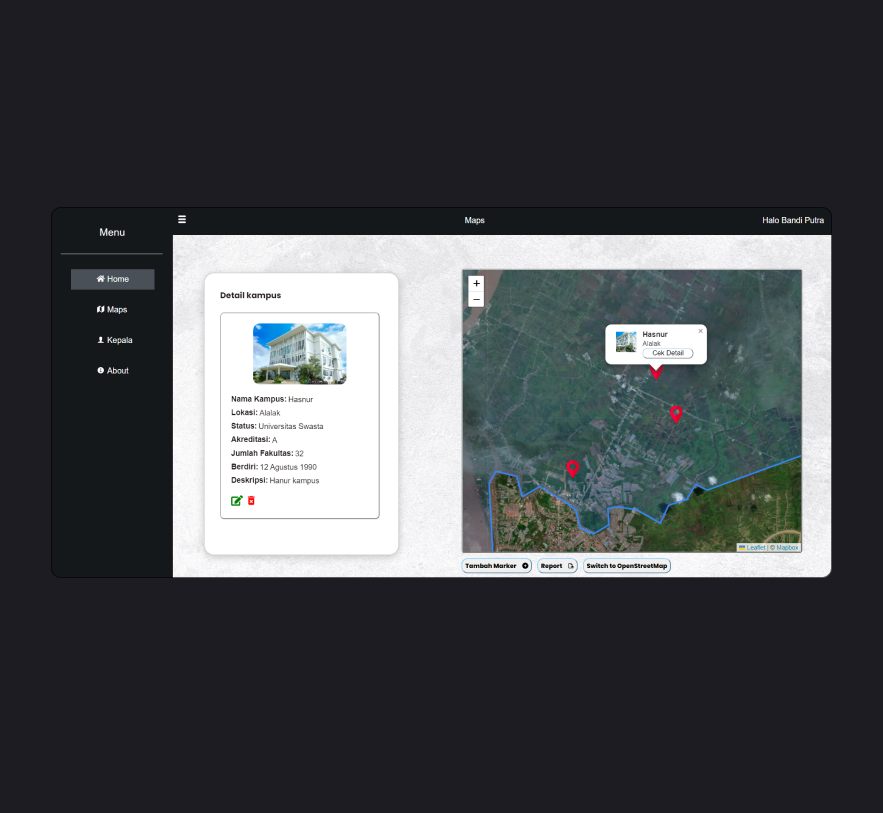 Menu
Home
Maps
Kepala
About
Maps
Halo Bandi Putra
Detail kampus
Nama Kampus: Hasnur
Lokasi: Alalak
Status: Universitas Swasta
Akreditasi: A
Jumlah Fakultas: 32
Berdiri: 12 Agustus 1990
Deskripsi: Hanur kampus
+
−
×
Hasnur
Alalak
Cek Detail
Leaflet | © Mapbox
Tambah Marker
Report
Switch to OpenStreetMap